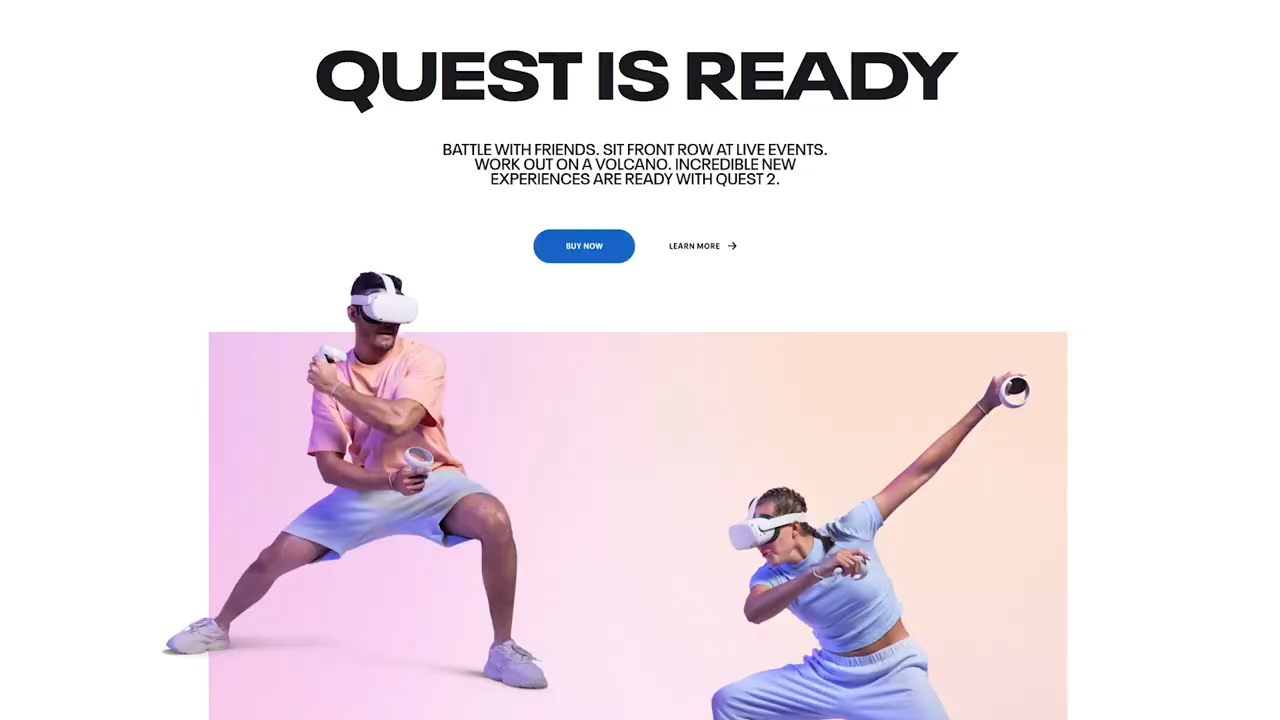 QUEST IS READY
BATTLE WITH FRIENDS. SIT FRONT ROW AT LIVE EVENTS.
WORK OUT ON A VOLCANO. INCREDIBLE NEW
EXPERIENCES ARE READY WITH QUEST 2.
BUY NOW
LEARN MORE →